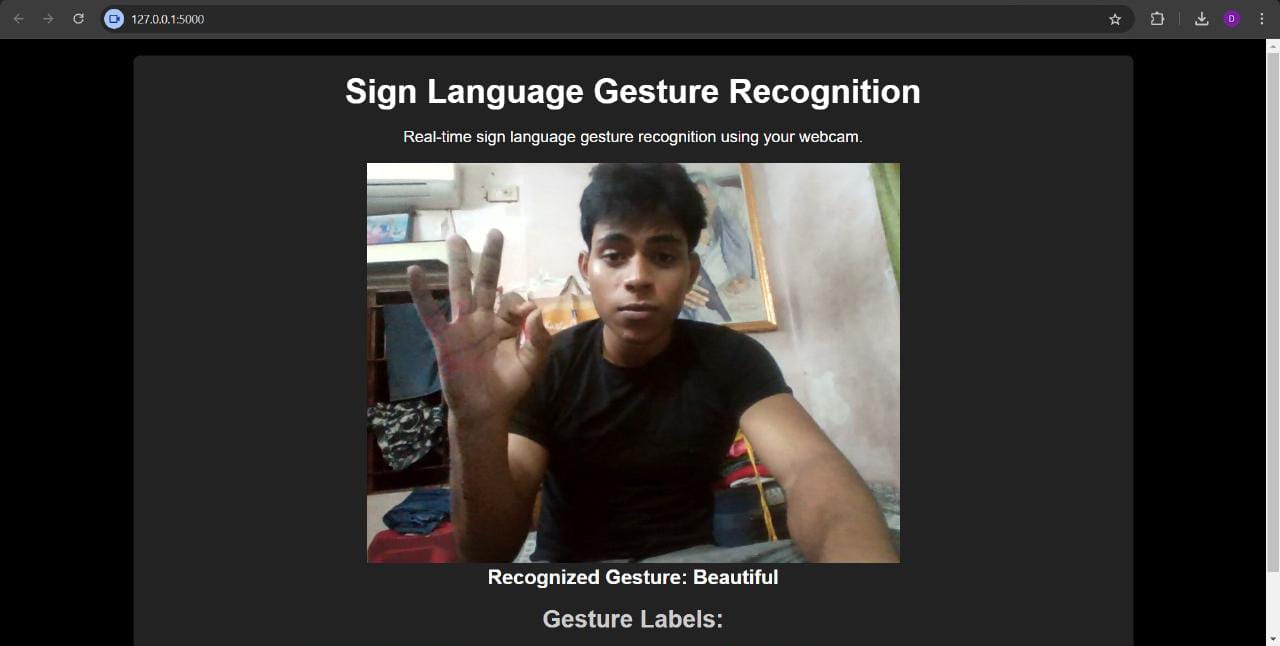 127.0.0.1:5000
D
Sign Language Gesture Recognition
Real-time sign language gesture recognition using your webcam.
Recognized Gesture: Beautiful
Gesture Labels: